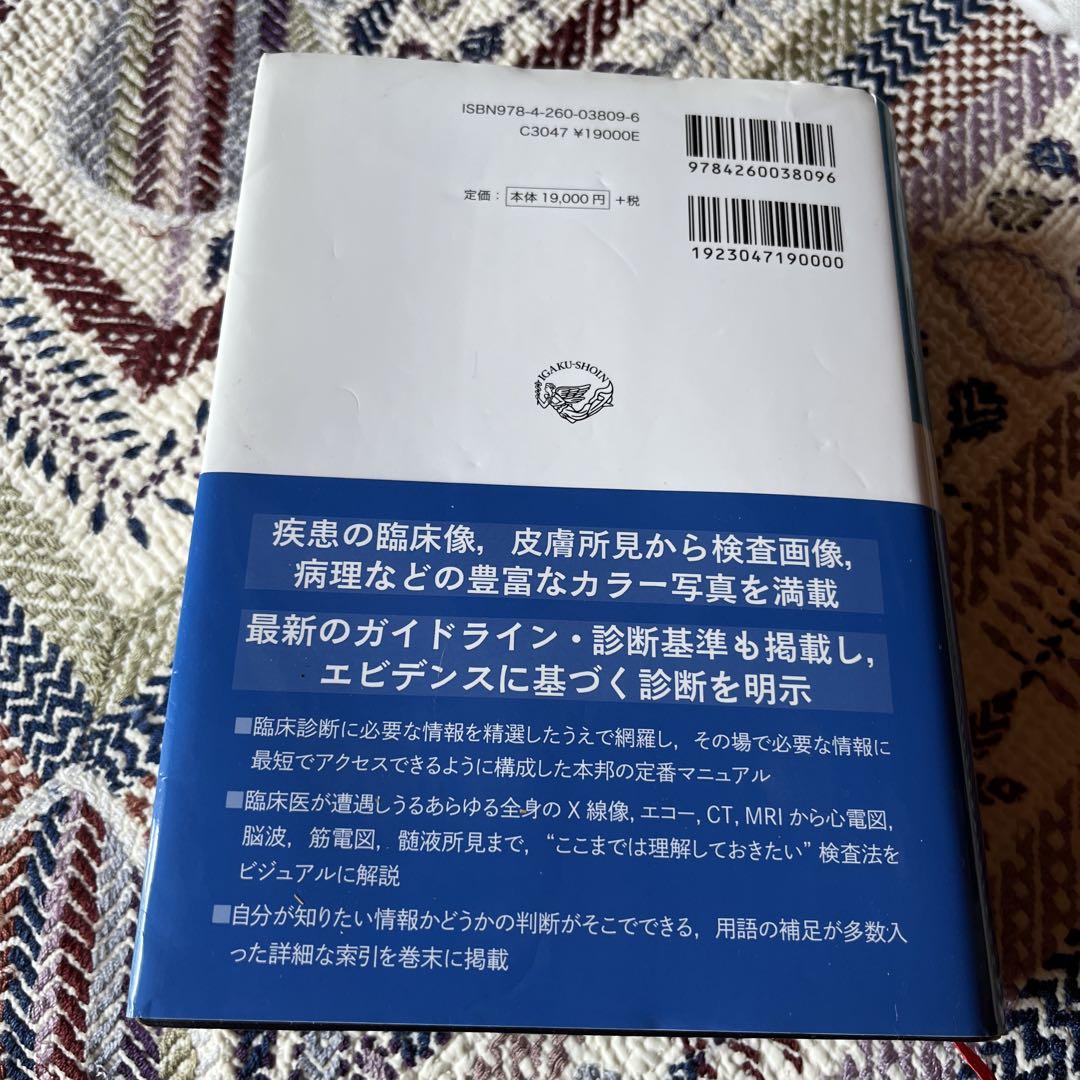 ISBN978-4-260-03809-6
C3047 ¥19000E
9784260038096
定価：本体 19,000円 +税
1923047190000
IGAKU-SHOIN
疾患の臨床像，皮膚所見から検査画像，
病理などの豊富なカラー写真を満載
最新のガイドライン・診断基準も掲載し，
エビデンスに基づく診断を明示
■臨床診断に必要な情報を精選したうえで網羅し，その場で必要な情報に
最短でアクセスできるように構成した本邦の定番マニュアル
■臨床医が遭遇しうるあらゆる全身のX線像，エコー，CT，MRIから心電図，
脳波，筋電図，髄液所見まで，“ここまでは理解しておきたい”検査法を
ビジュアルに解説
■自分が知りたい情報かどうかの判断がそこでできる，用語の補足が多数入
った詳細な索引を巻末に掲載